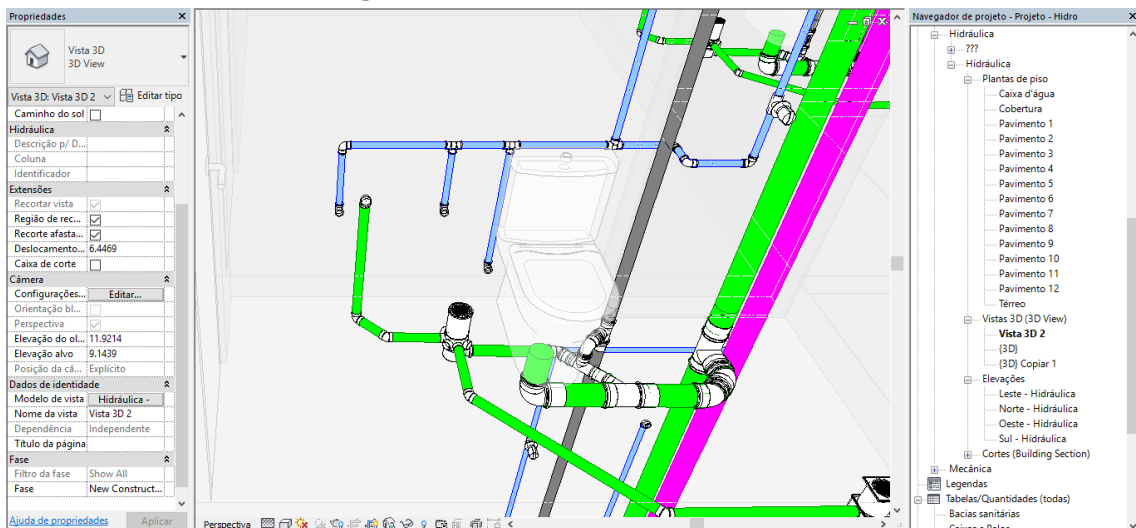 Propriedades
Vista 3D
3D View
Vista 3D: Vista 3D 2
Editar tipo
Caminho do sol
Hidráulica
Descrição p/ D...
Coluna
Identificador
Extensões
Recortar vista
Região de rec...
Recorte afasta...
Deslocamento... 6.4469
Caixa de corte
Câmera
Configurações... Editar...
Orientação bl...
Perspectiva
Elevação do ol... 11.9214
Elevação alvo 9.1439
Posição da câ... Explícito
Dados de identidade
Modelo de vista Hidráulica -
Nome da vista Vista 3D 2
Dependência Independente
Título da página
Fase
Filtro da fase Show All
Fase New Construct...
Ajuda de propriedades Aplicar
Perspectiva
Navegador de projeto - Projeto - Hidro
Hidráulica
???
Hidráulica
Plantas de piso
Caixa d'água
Cobertura
Pavimento 1
Pavimento 2
Pavimento 3
Pavimento 4
Pavimento 5
Pavimento 6
Pavimento 7
Pavimento 8
Pavimento 9
Pavimento 10
Pavimento 11
Pavimento 12
Térreo
Vistas 3D (3D View)
Vista 3D 2
{3D}
{3D} Copiar 1
Elevações
Leste - Hidráulica
Norte - Hidráulica
Oeste - Hidráulica
Sul - Hidráulica
Cortes (Building Section)
Mecânica
Legendas
Tabelas/Quantidades (todas)
Bacias sanitárias